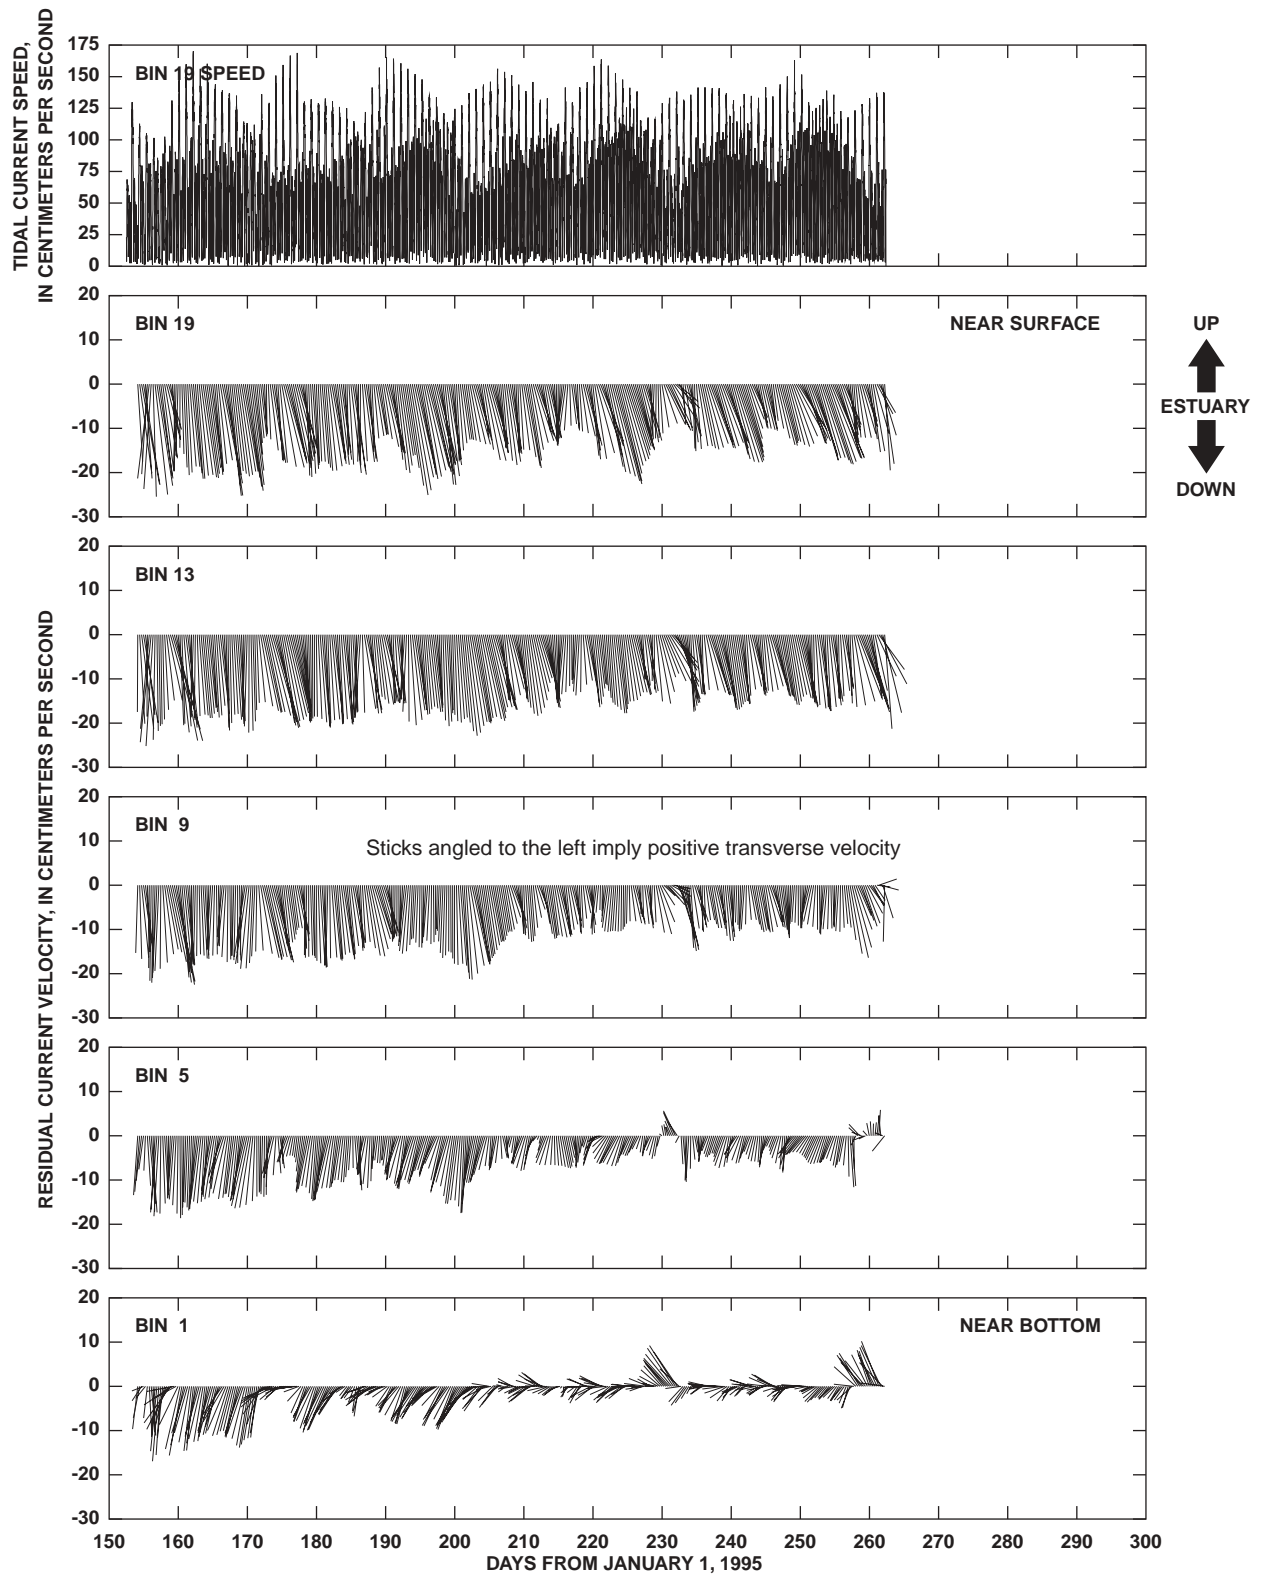 TIDAL CURRENT SPEED,
IN CENTIMETERS PER SECOND
175
150
125
100
75
50
25
0
BIN 19 SPEED
20
10
0
-10
-20
-30
BIN 19
NEAR SURFACE
UP
ESTUARY
DOWN
RESIDUAL CURRENT VELOCITY, IN CENTIMETERS PER SECOND
20
10
0
-10
-20
-30
BIN 13
20
10
0
-10
-20
-30
BIN 9
Sticks angled to the left imply positive transverse velocity
20
10
0
-10
-20
-30
BIN 5
20
10
0
-10
-20
-30
BIN 1
NEAR BOTTOM
150 160 170 180 190 200 210 220 230 240 250 260 270 280 290 300
DAYS FROM JANUARY 1, 1995